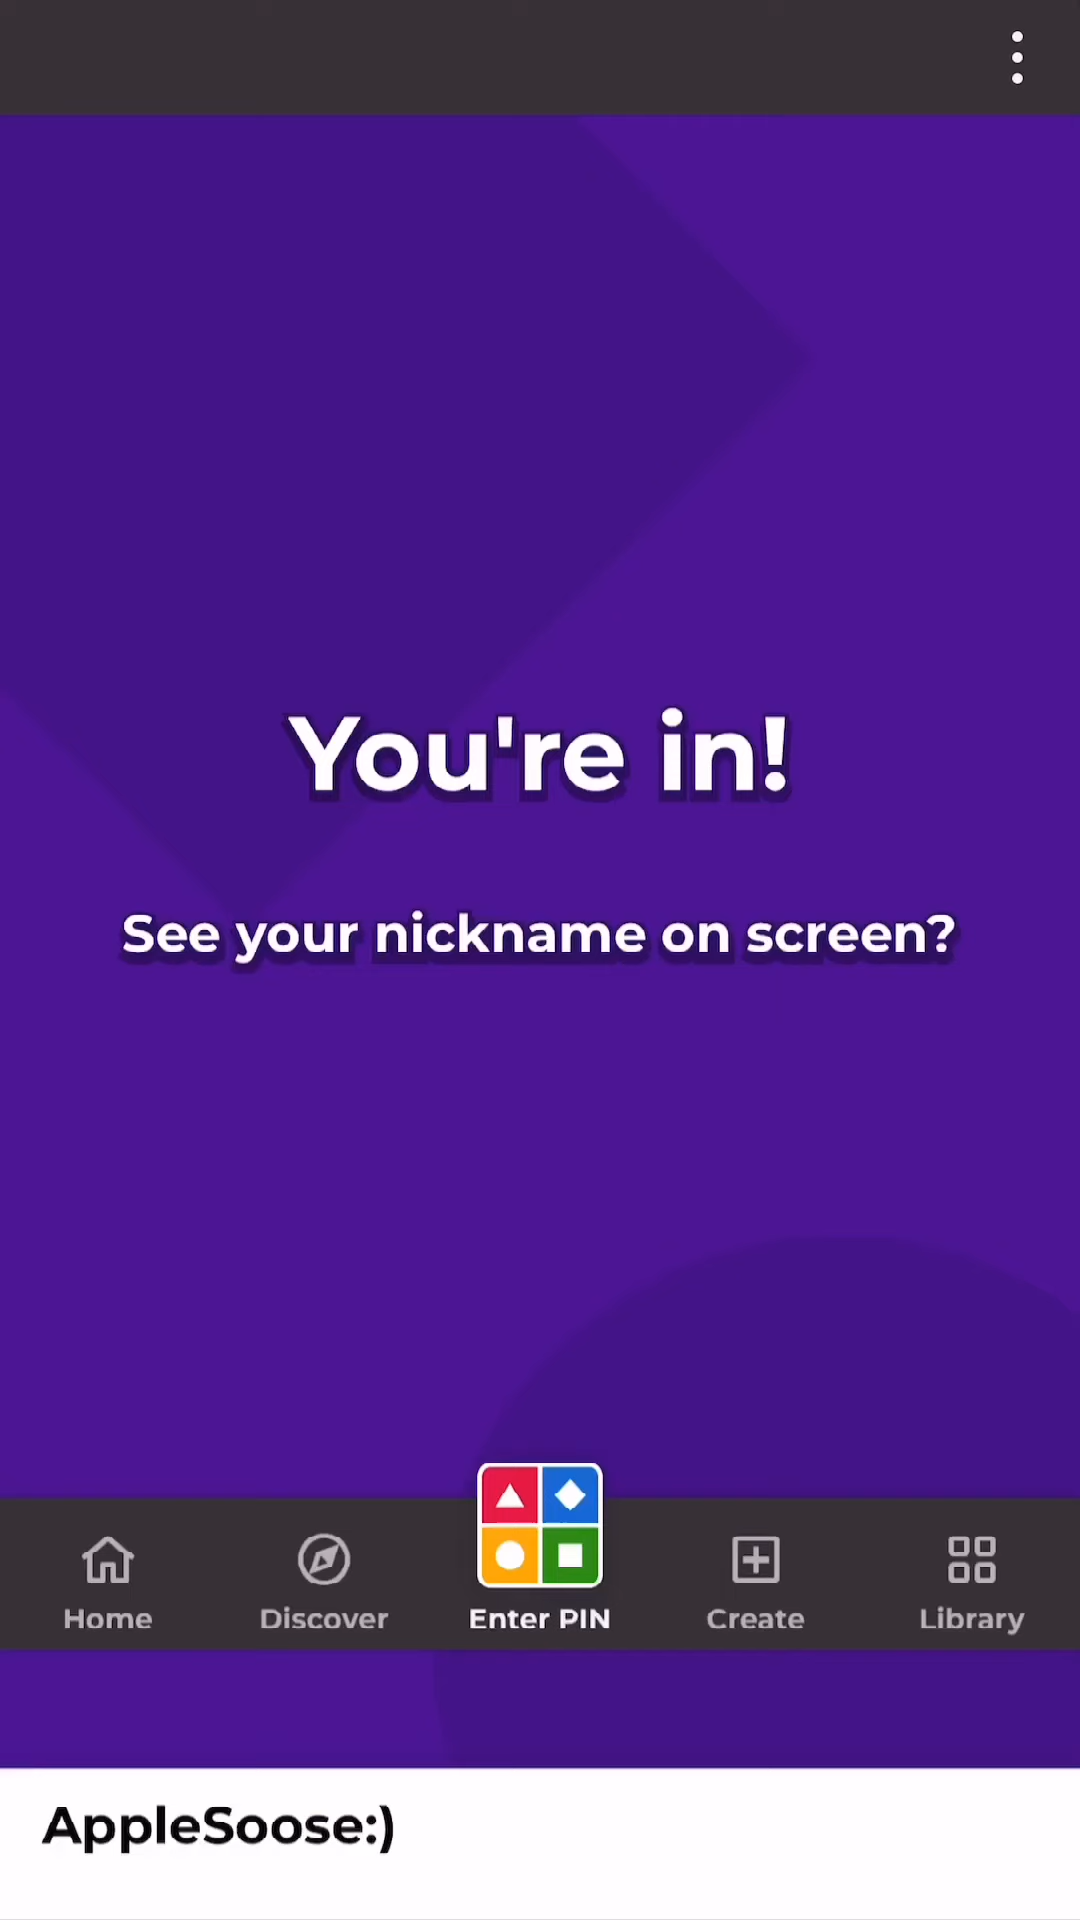 You're in!
See your nickname on screen?
Home
Discover
Enter PIN
Create
Library
AppleSoose:)